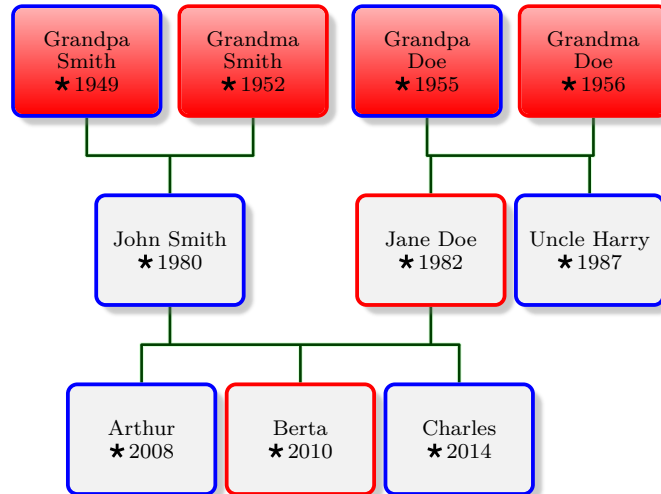 Grandpa
Smith
★ 1949
Grandma
Smith
★ 1952
Grandpa
Doe
★ 1955
Grandma
Doe
★ 1956
John Smith
★ 1980
Jane Doe
★ 1982
Uncle Harry
★ 1987
Arthur
★ 2008
Berta
★ 2010
Charles
★ 2014